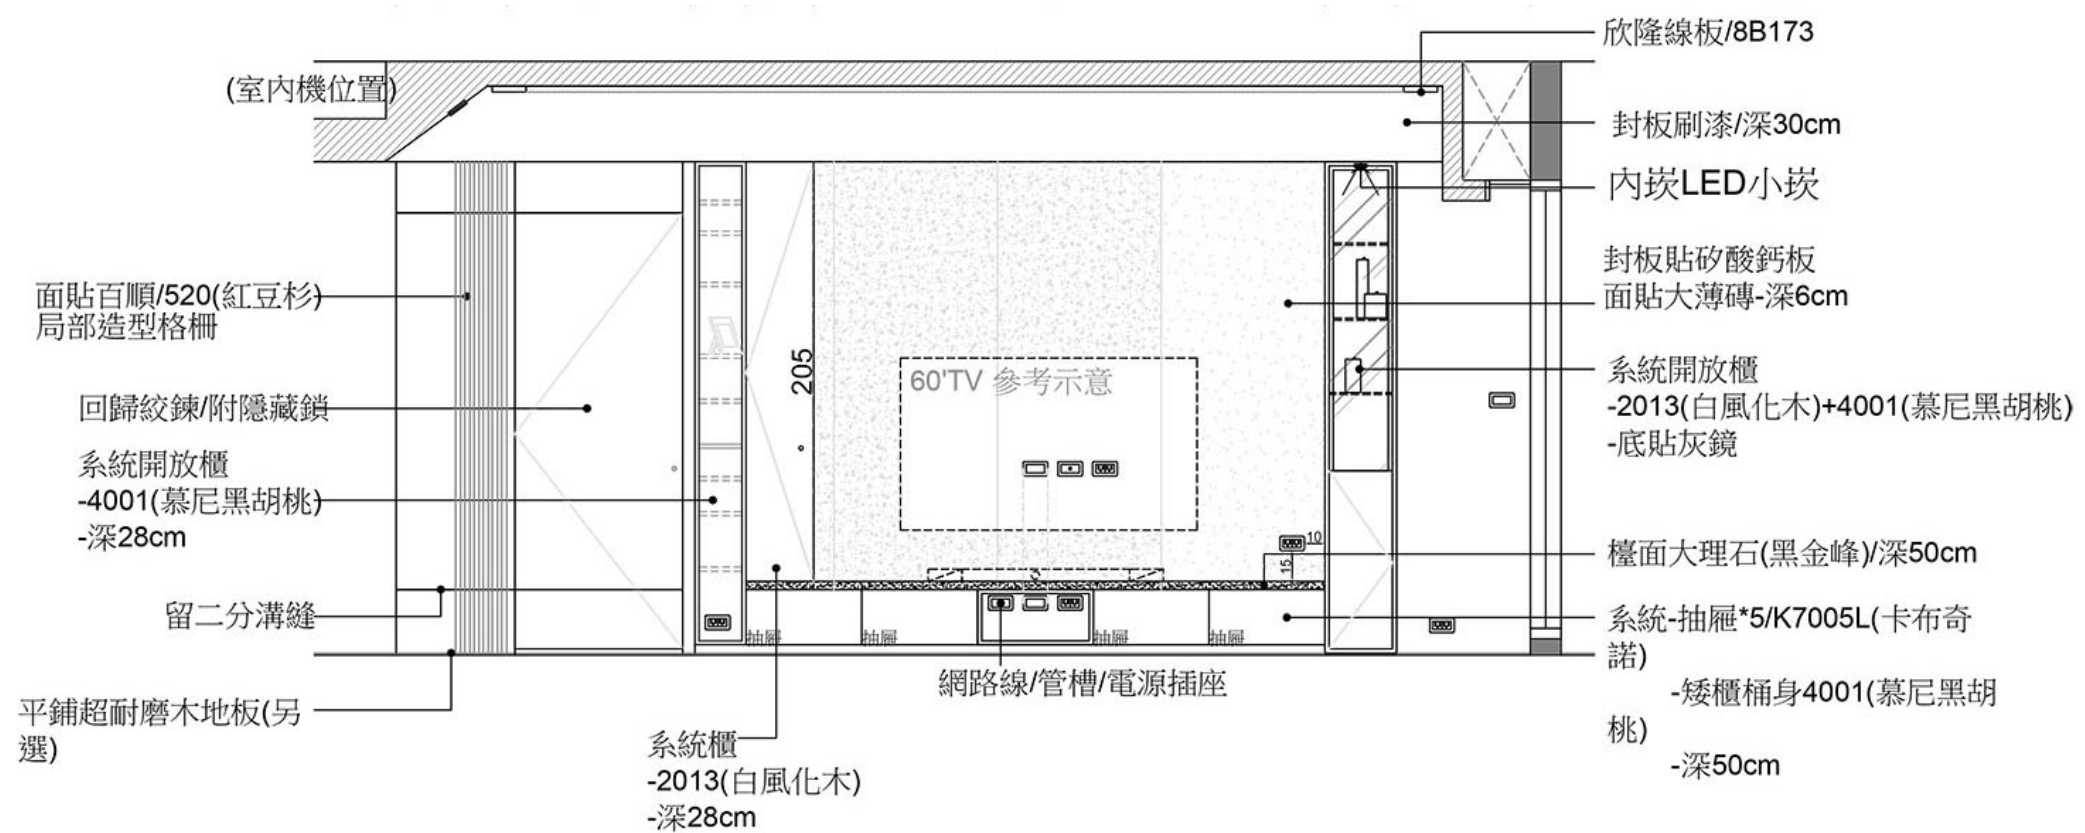 欣隆線板/8B173
(室內機位置)
封板刷漆/深30cm
內崁LED小崁
封板貼矽酸鈣板
面貼大薄磚-深6cm
面貼百順/520(紅豆杉)
局部造型格柵
205
60'TV 參考示意
系統開放櫃
-2013(白風化木)+4001(慕尼黑胡桃)
-底貼灰鏡
回歸絞鍊/附隱藏鎖
系統開放櫃
-4001(慕尼黑胡桃)
-深28cm
10
15
檯面大理石(黑金峰)/深50cm
留二分溝縫
抽屜
抽屜
抽屜
抽屜
系統-抽屜*5/K7005L(卡布奇
諾)
-矮櫃桶身4001(慕尼黑胡
桃)
-深50cm
網路線/管槽/電源插座
平鋪超耐磨木地板(另
選)
系統櫃
-2013(白風化木)
-深28cm